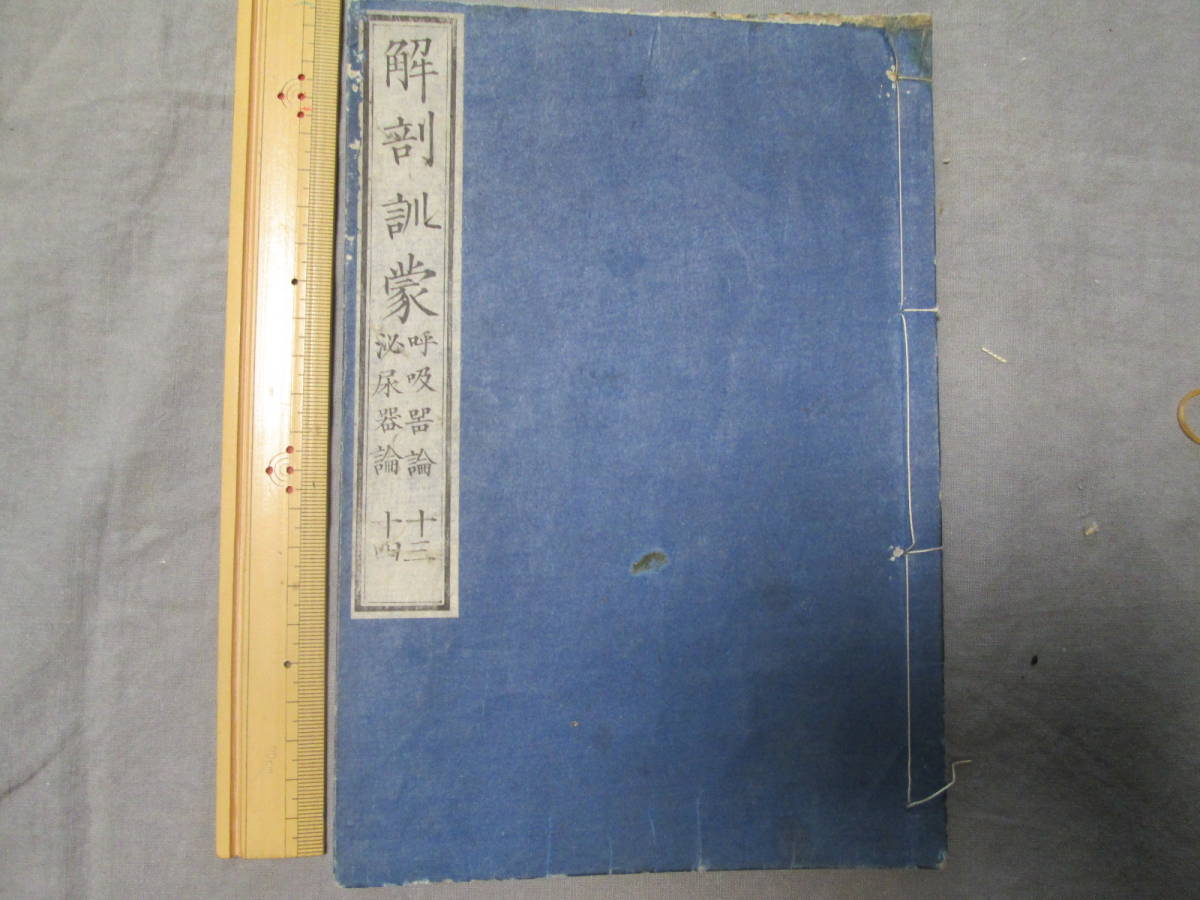 解剖訓蒙
呼吸器論 十三
泌尿器論 十四